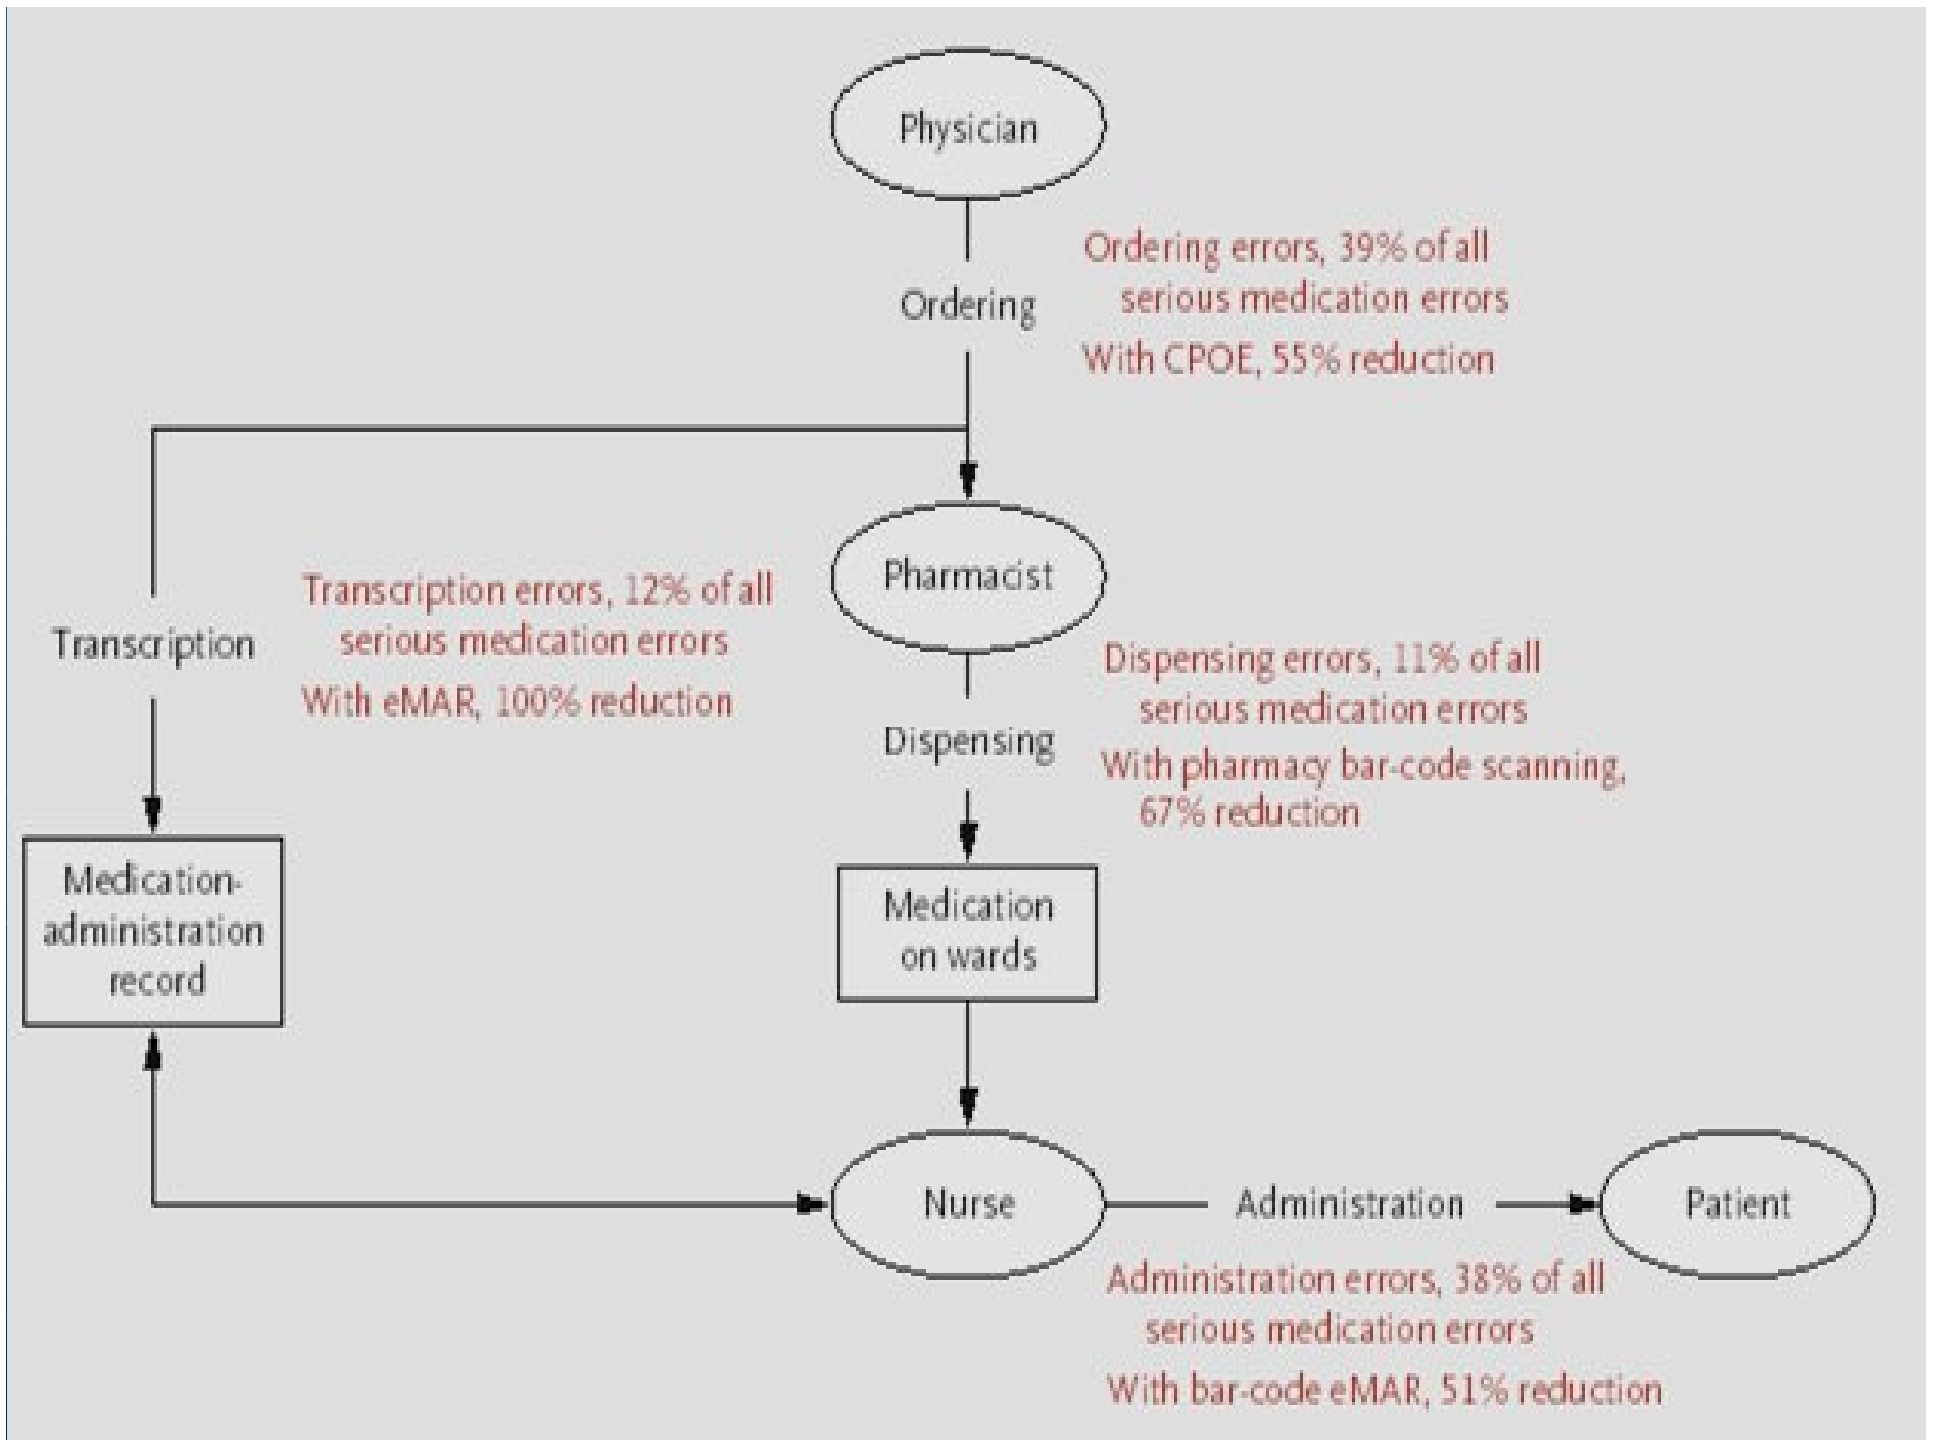 Physician
Ordering errors, 39% of all
serious medication errors
Ordering
With CPOE, 55% reduction
Pharmacist
Transcription errors, 12% of all
serious medication errors
Transcription
With eMAR, 100% reduction
Dispensing errors, 11% of all
serious medication errors
Dispensing
With pharmacy bar-code scanning,
67% reduction
Medication-
administration
record
Medication
on wards
Nurse
Administration
Patient
Administration errors, 38% of all
serious medication errors
With bar-code eMAR, 51% reduction